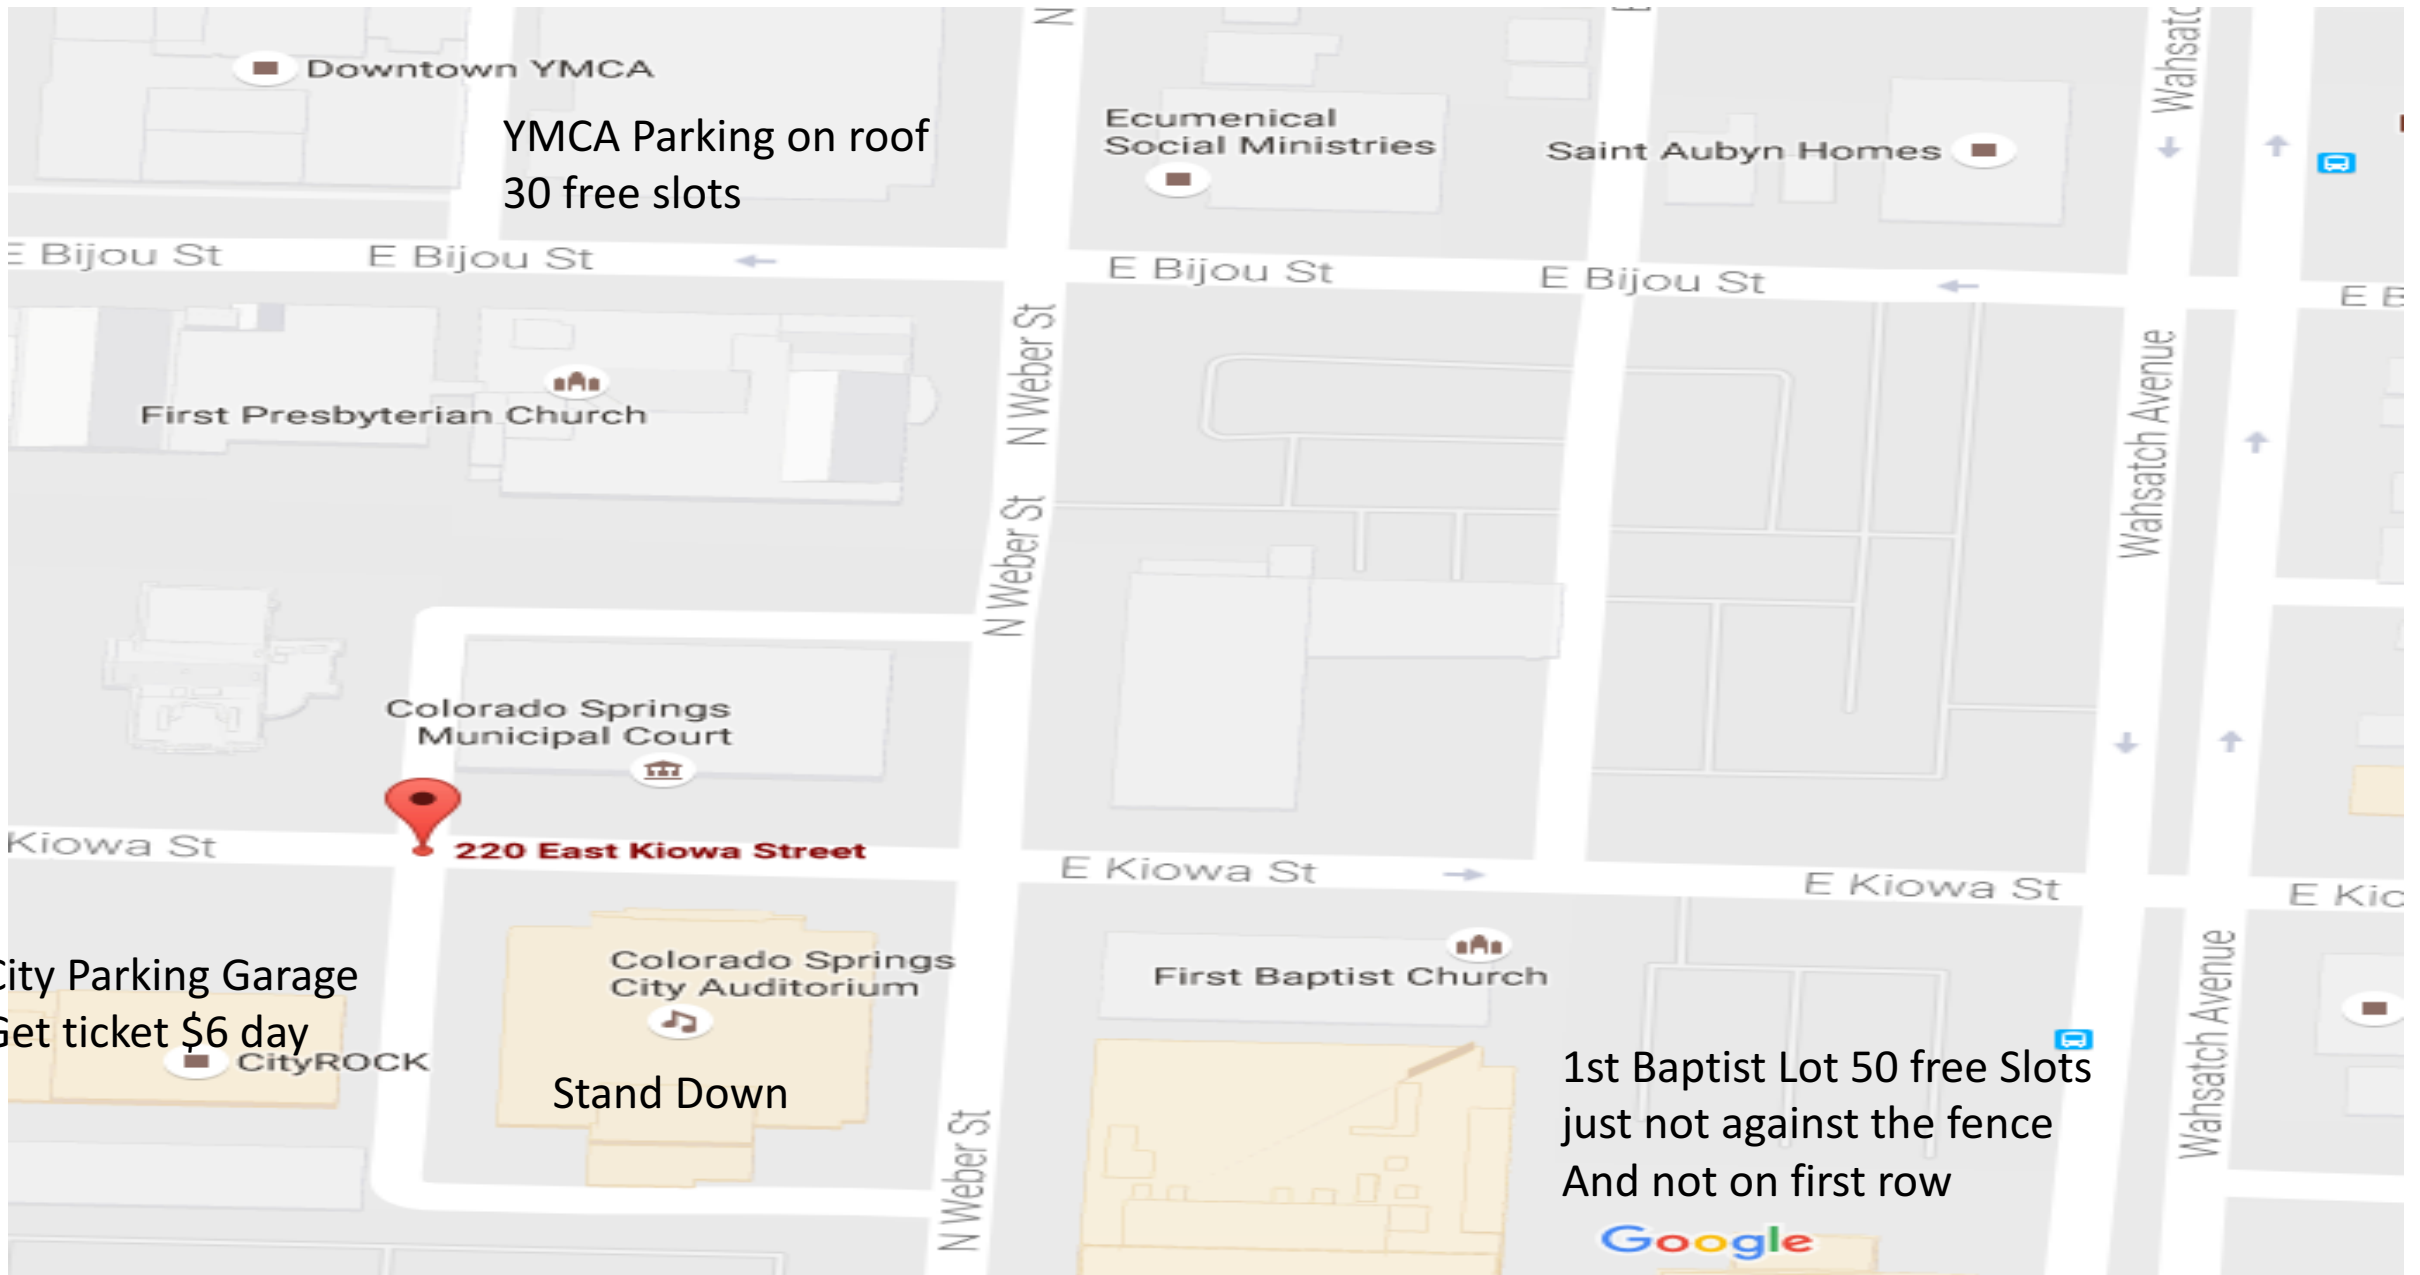 Downtown YMCA
YMCA Parking on roof
30 free slots
Ecumenical
Social Ministries
Saint Aubyn Homes
Wahsatc
N
E Bijou St
E Bijou St
E Bijou St
E Bijou St
E B
First Presbyterian Church
N Weber St
N Weber St
Wahsatch Avenue
Colorado Springs
Municipal Court
Kiowa St
220 East Kiowa Street
E Kiowa St
E Kiowa St
E Kio
City Parking Garage
Get ticket $6 day
CityROCK
Colorado Springs
City Auditorium
Stand Down
First Baptist Church
N Weber St
1st Baptist Lot 50 free Slots
just not against the fence
And not on first row
Wahsatch Avenue
Google